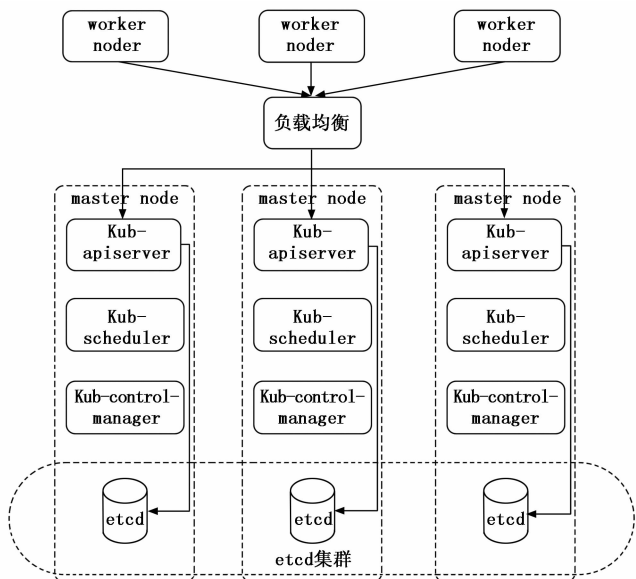 worker
noder
worker
noder
worker
noder
负载均衡
master node
Kub-
apiserver
Kub-
scheduler
Kub-control-
manager
etcd
master node
Kub-
apiserver
Kub-
scheduler
Kub-control-
manager
etcd
master node
Kub-
apiserver
Kub-
scheduler
Kub-control-
manager
etcd
etcd集群